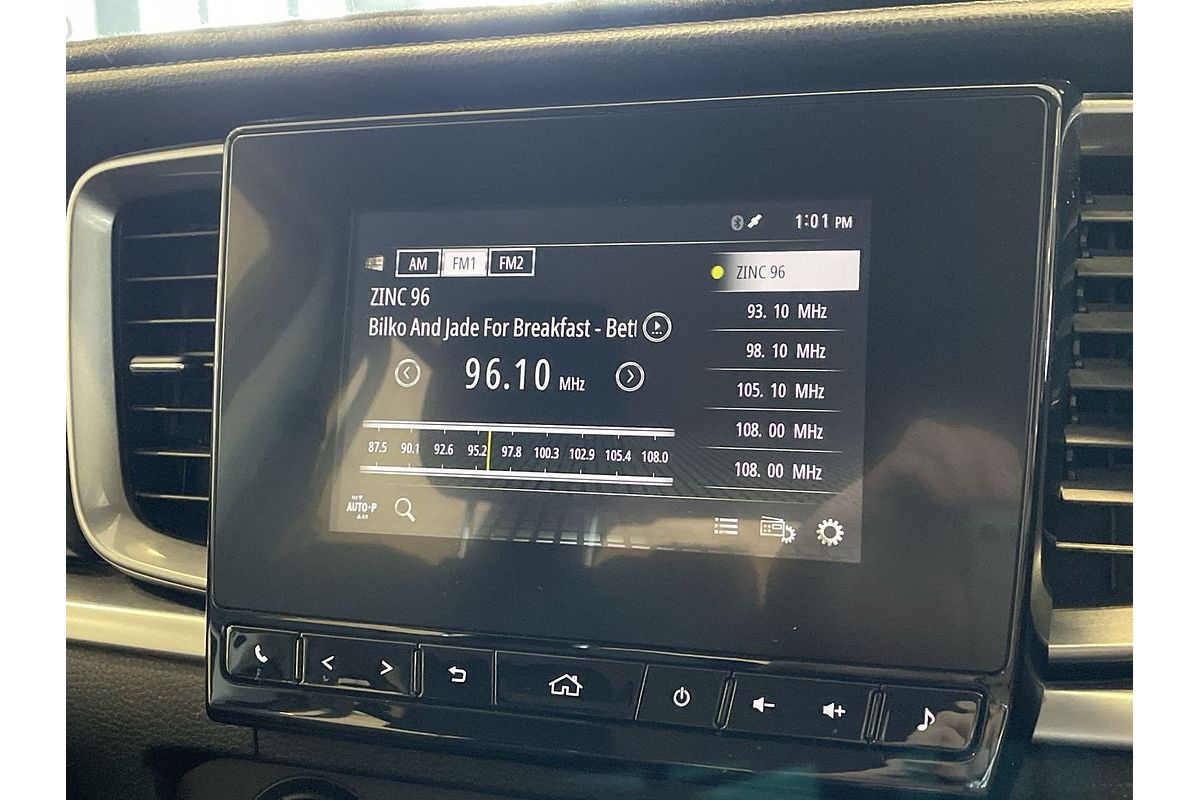 1:01 PM
AM FM1 FM2
ZINC 96
Bilko And Jade For Breakfast - Bett
96.10 MHz
87.5 90.1 92.6 95.2 97.8 100.3 102.9 105.4 108.0
AUTO-P
ZINC 96
93. 10 MHz
98. 10 MHz
105. 10 MHz
108. 00 MHz
108. 00 MHz